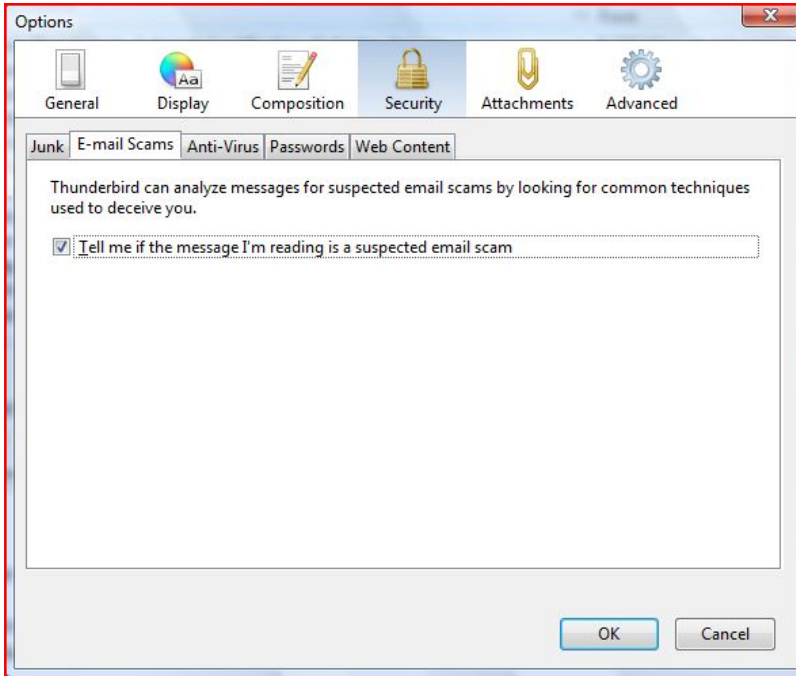 Options
General Display Composition Security Attachments Advanced
Junk E-mail Scams Anti-Virus Passwords Web Content
Thunderbird can analyze messages for suspected email scams by looking for common techniques
used to deceive you.
Tell me if the message I'm reading is a suspected email scam
OK Cancel